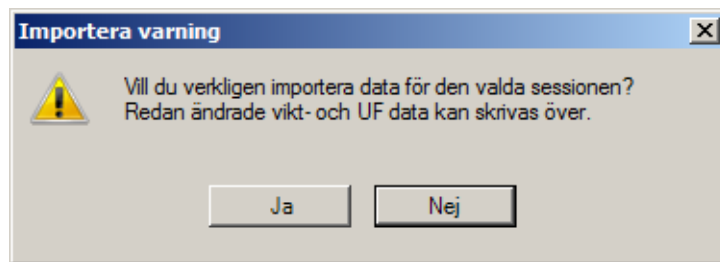 Importera varning
Vill du verkligen importera data för den valda sessionen?
Redan ändrade vikt- och UF data kan skrivas över.
Ja
Nej